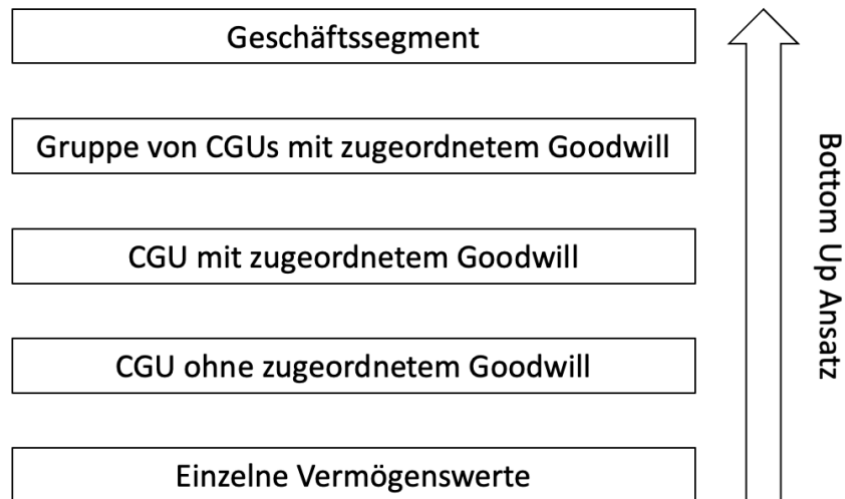 Geschäftssegment
Gruppe von CGUs mit zugeordnetem Goodwill
CGU mit zugeordnetem Goodwill
CGU ohne zugeordnetem Goodwill
Einzelne Vermögenswerte
Bottom Up Ansatz